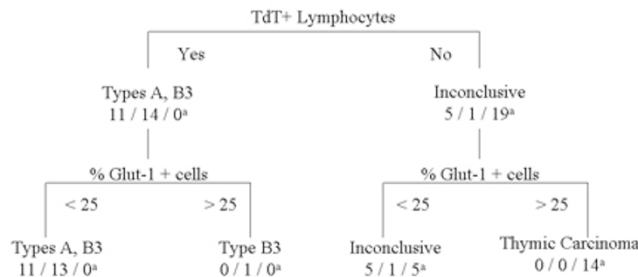 TdT+ Lymphocytes
Yes No
Types A, B3 Inconclusive
11 / 14 / 0ª 5 / 1 / 19ª
% Glut-1 + cells % Glut-1 + cells
< 25 > 25 < 25 > 25
Types A, B3 Type B3 Inconclusive Thymic Carcinoma
11 / 13 / 0ª 0 / 1 / 0ª 5 / 1 / 5ª 0 / 0 / 14ª